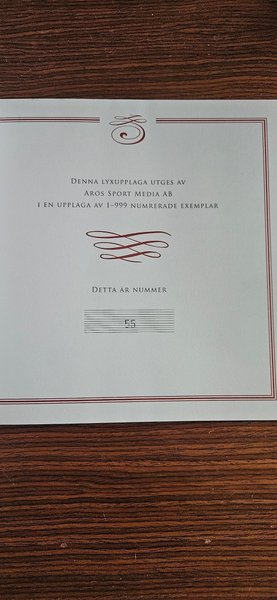 Denna lyxupplaga utges av
Aros Sport Media AB
i en upplaga av 1–999 numrerade exemplar
Detta är nummer
55